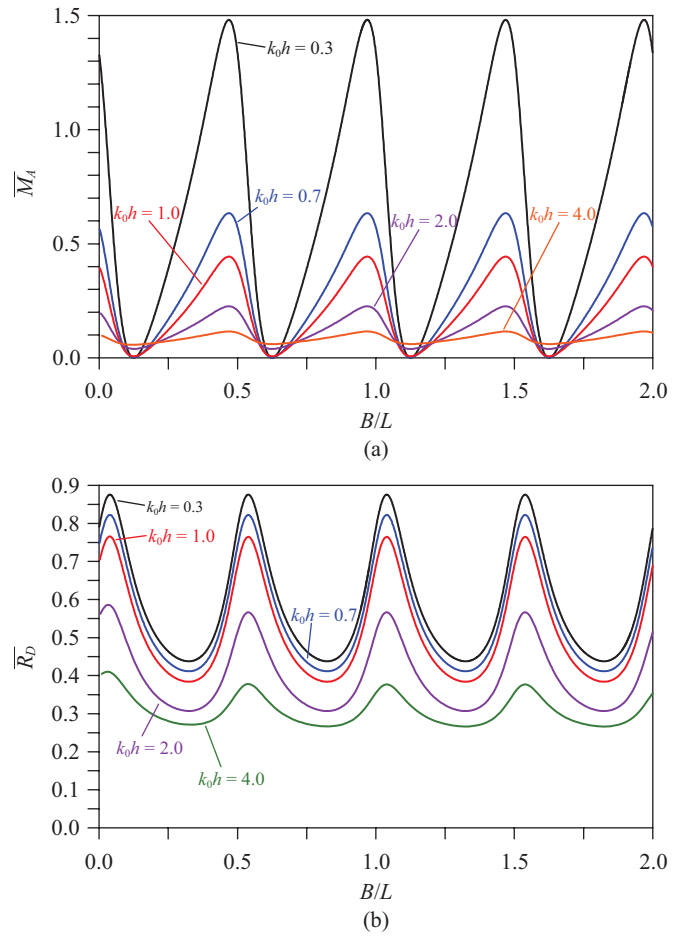 1.5
k₀h = 0.3
1.0
M̅_A
k₀h = 0.7
k₀h = 1.0
k₀h = 2.0
k₀h = 4.0
0.5
0.0
0.0 0.5 1.0 1.5 2.0
B/L
(a)
0.9
k₀h = 0.3
0.8
k₀h = 1.0
0.7
0.6
k₀h = 0.7
0.5
R̅_D
0.4
0.3
k₀h = 2.0
0.2
k₀h = 4.0
0.1
0.0
0.0 0.5 1.0 1.5 2.0
B/L
(b)